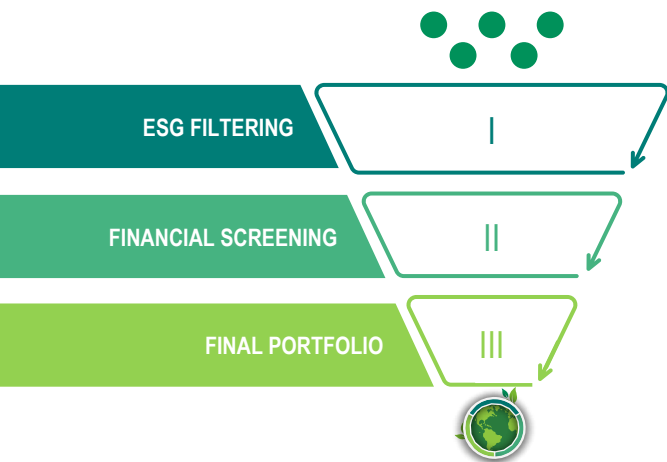 ESG FILTERING I
FINANCIAL SCREENING II
FINAL PORTFOLIO III